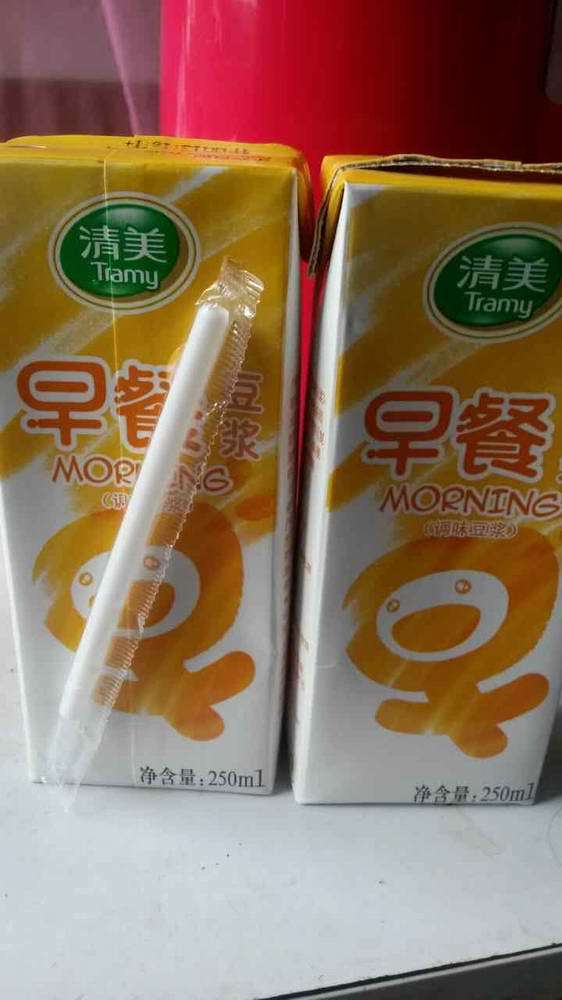 清美
Tramy
早餐豆浆
MORNING
净含量：250ml
清美
Tramy
早餐
MORNING
（调味豆浆）
净含量：250ml